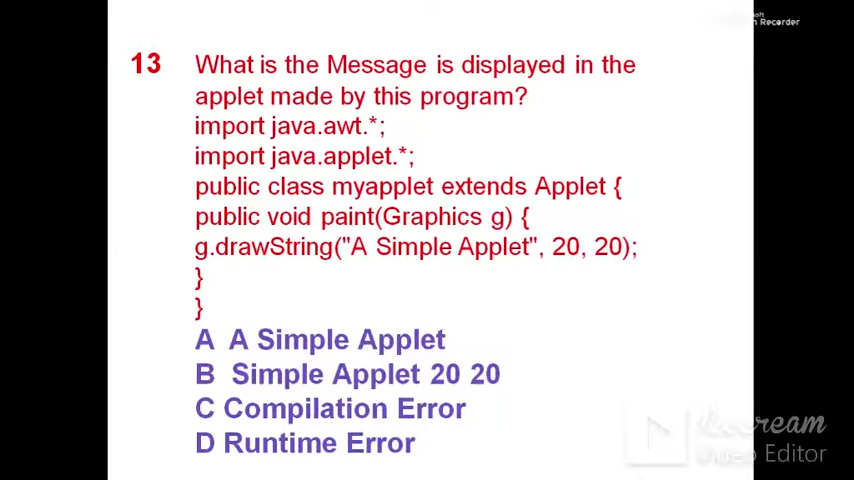 Recorder
13 What is the Message is displayed in the
applet made by this program?
import java.awt.*;
import java.applet.*;
public class myapplet extends Applet {
public void paint(Graphics g) {
g.drawString("A Simple Applet", 20, 20);
}
}
A A Simple Applet
B Simple Applet 20 20
C Compilation Error
D Runtime Error
Editor